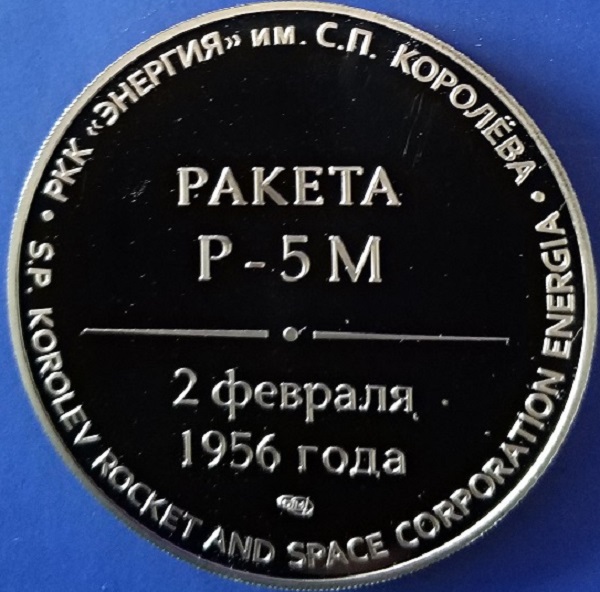 РКК «ЭНЕРГИЯ» им. С.П. КОРОЛЁВА
РАКЕТА
Р-5М
2 февраля
1956 года
S.P. KOROLEV ROCKET AND SPACE CORPORATION ENERGIA